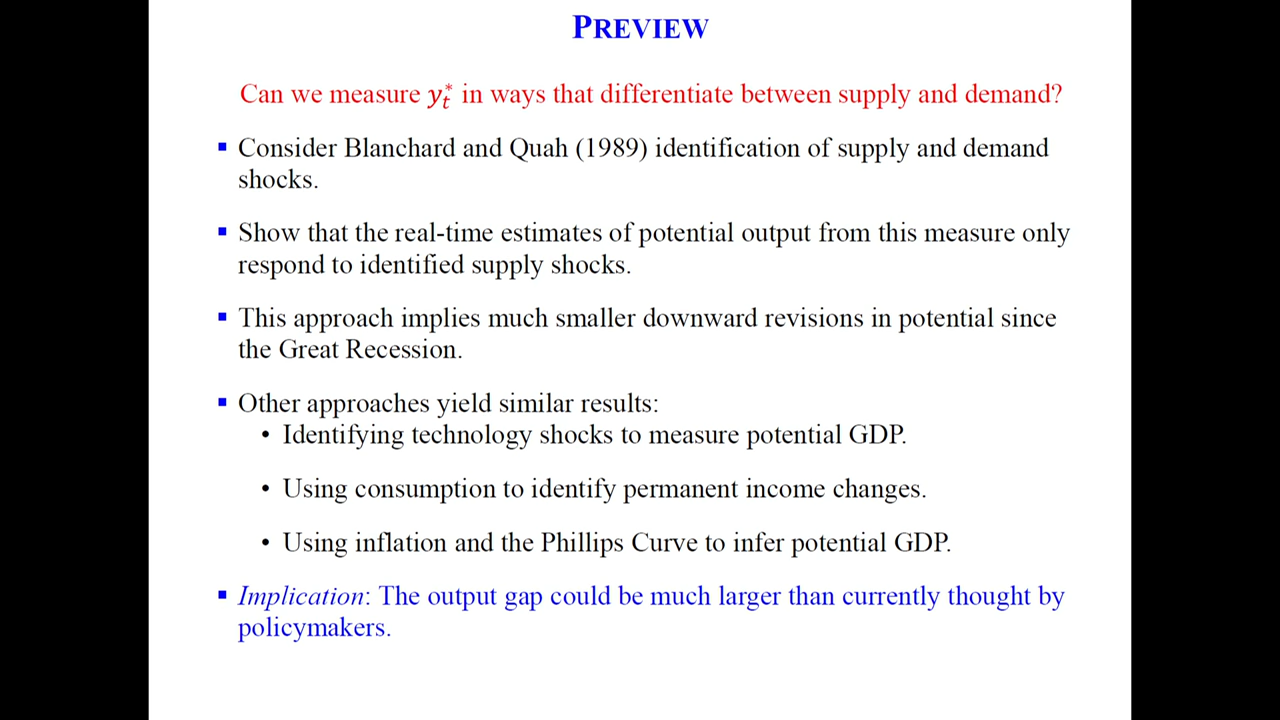 PREVIEW
Can we measure y*t in ways that differentiate between supply and demand?
▪ Consider Blanchard and Quah (1989) identification of supply and demand
shocks.
▪ Show that the real-time estimates of potential output from this measure only
respond to identified supply shocks.
▪ This approach implies much smaller downward revisions in potential since
the Great Recession.
▪ Other approaches yield similar results:
• Identifying technology shocks to measure potential GDP.
• Using consumption to identify permanent income changes.
• Using inflation and the Phillips Curve to infer potential GDP.
▪ Implication: The output gap could be much larger than currently thought by
policymakers.